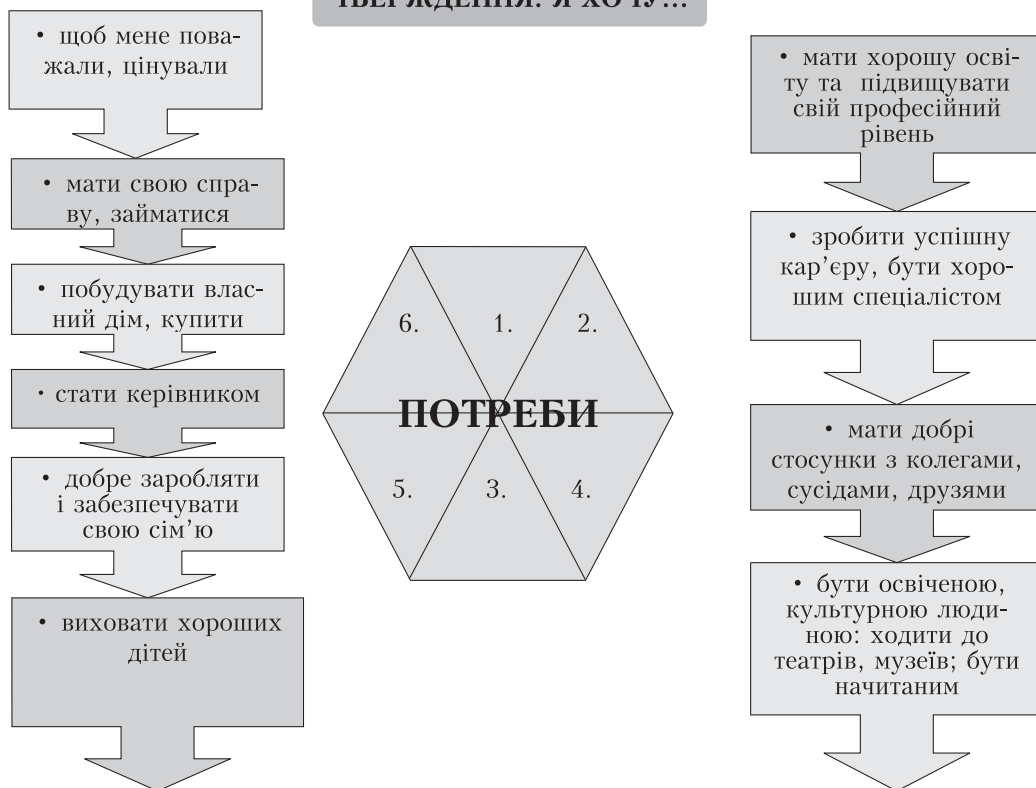 ТВЕРДЖЕННЯ: Я ХОЧУ...
• щоб мене пова-
жали, цінували
• мати свою спра-
ву, займатися
• побудувати влас-
ний дім, купити
• стати керівником
• добре заробляти
і забезпечувати
свою сім’ю
• виховати хороших
дітей
6.
1.
2.
ПОТРЕБИ
5.
3.
4.
• мати хорошу осві-
ту та підвищувати
свій професійний
рівень
• зробити успішну
кар’єру, бути хоро-
шим спеціалістом
• мати добрі
стосунки з колегами,
сусідами, друзями
• бути освіченою,
культурною люди-
ною: ходити до
театрів, музеїв; бути
начитаним